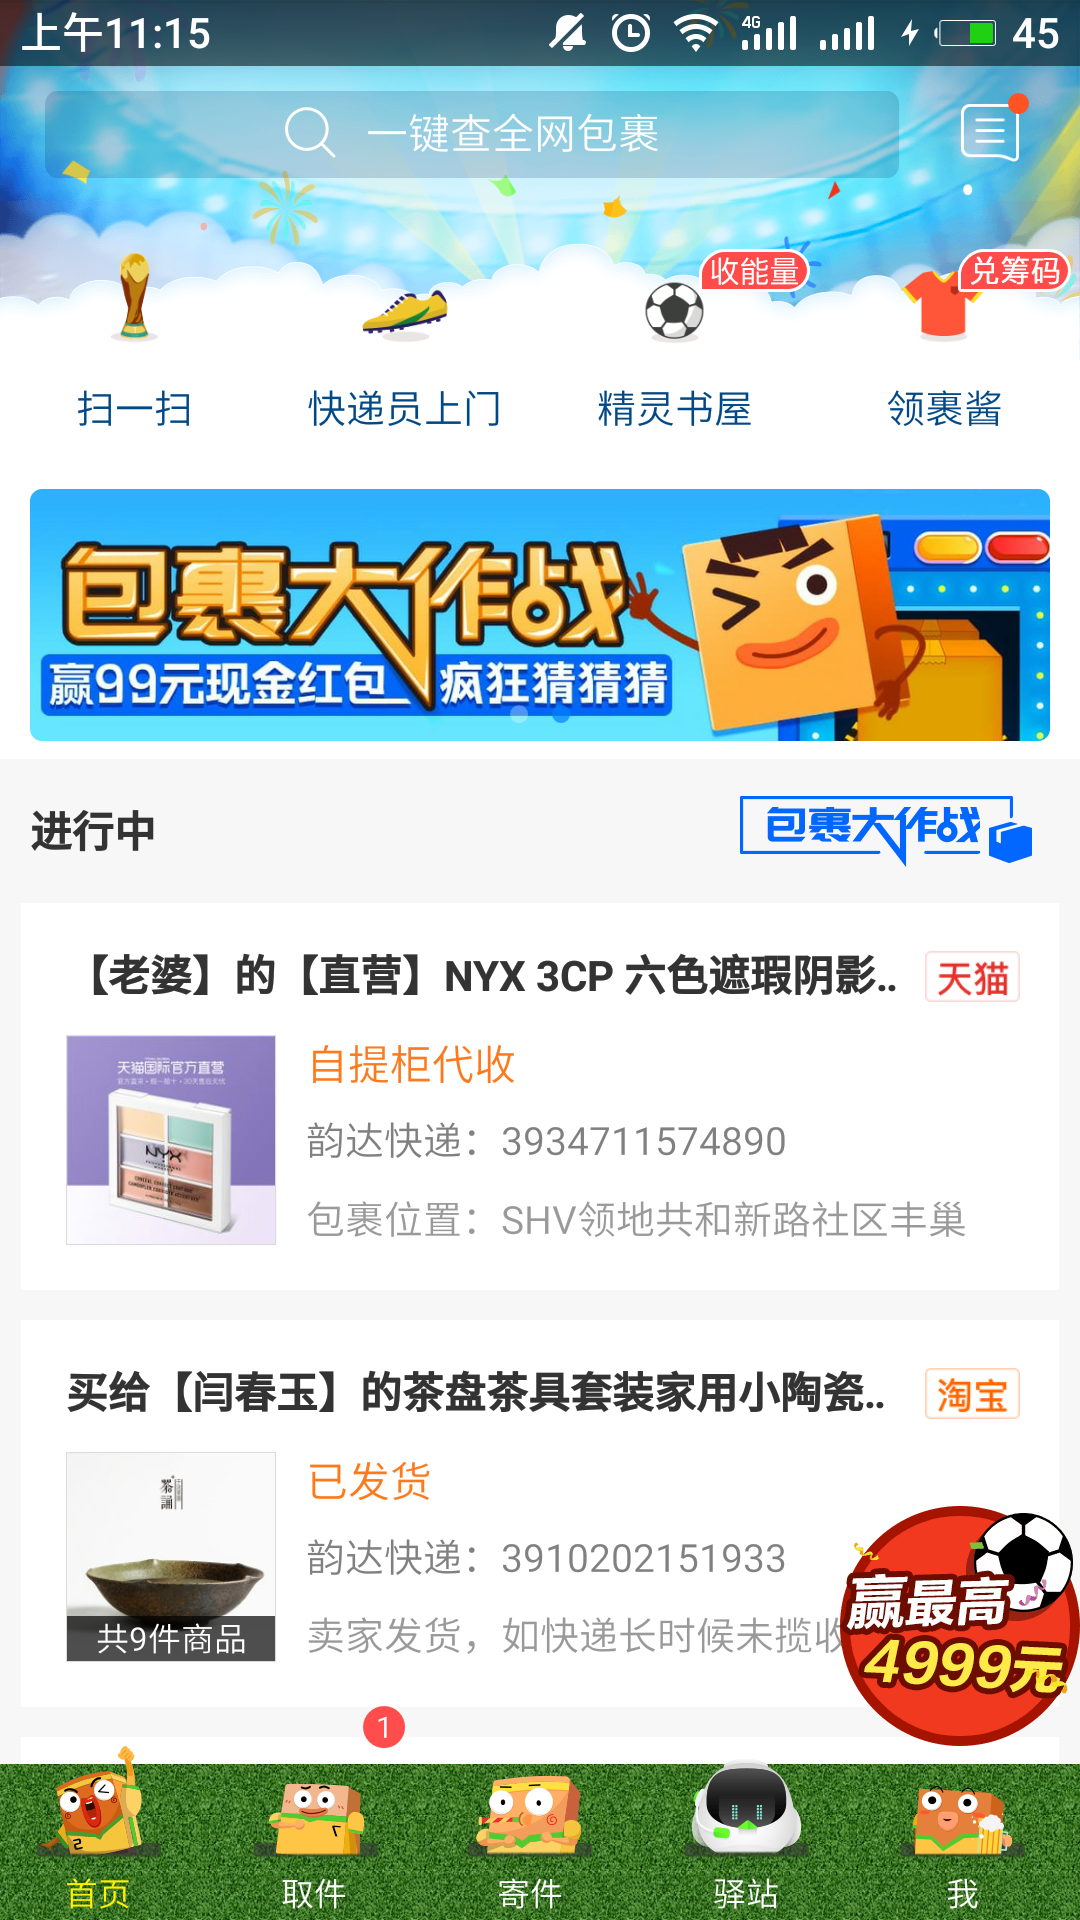 上午11:15
4G
45
一键查全网包裹
收能量
兑筹码
扫一扫
快递员上门
精灵书屋
领裹酱
包裹大作战
赢99元现金红包 疯狂猜猜猜
进行中
包裹大作战
【老婆】的【直营】NYX 3CP 六色遮瑕阴影..
天猫
天猫国际官方直营
NYX
自提柜代收
韵达快递：3934711574890
包裹位置：SHV领地共和新路社区丰巢
买给【闫春玉】的茶盘茶具套装家用小陶瓷..
淘宝
共9件商品
已发货
韵达快递：3910202151933
卖家发货，如快递长时候未揽收
赢最高
4999元
1
首页
取件
寄件
驿站
我